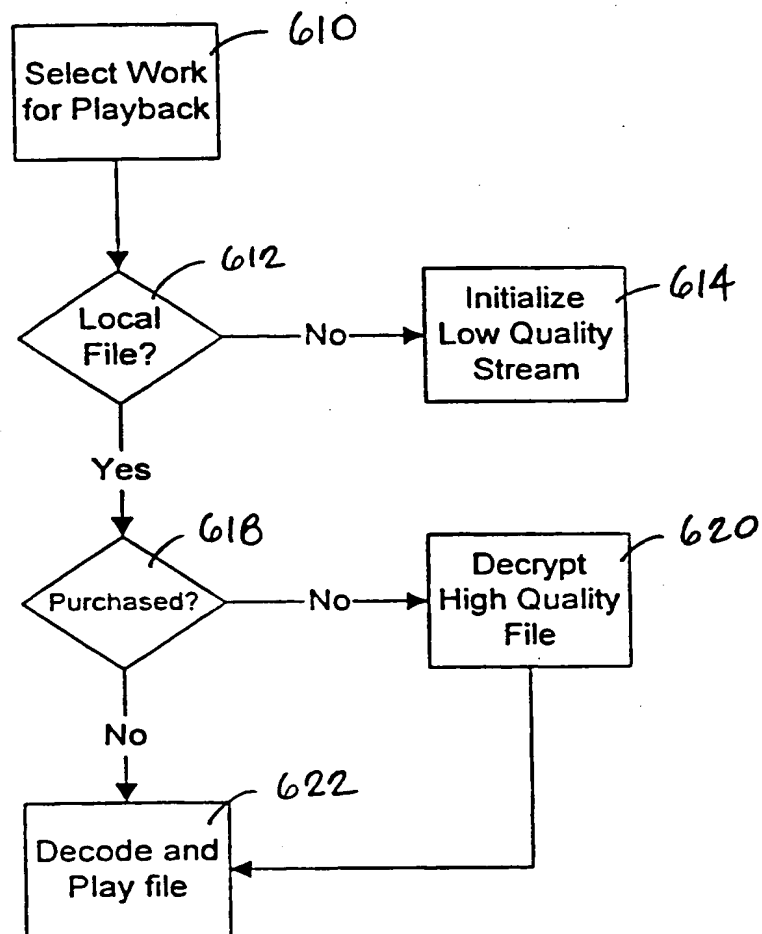 610
Select Work
for Playback
612
Local
File?
No
614
Initialize
Low Quality
Stream
Yes
618
Purchased?
No
620
Decrypt
High Quality
File
No
622
Decode and
Play file